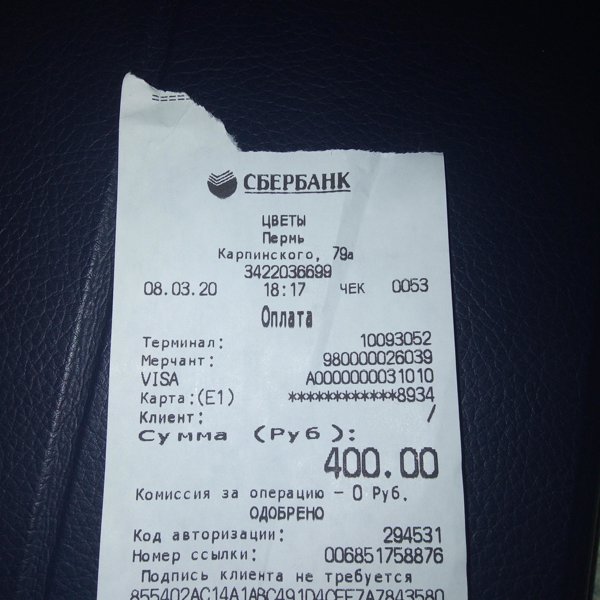 СБЕРБАНК
ЦВЕТЫ
Пермь
Карпинского, 79а
3422036699
08.03.20 18:17 ЧЕК 0053
Оплата
Терминал: 10093052
Мерчант: 980000026039
VISA A0000000031010
Карта:(E1) ************8934
Клиент: /
Сумма (Руб):
400.00
Комиссия за операцию – 0 Руб.
ОДОБРЕНО
Код авторизации: 294531
Номер ссылки: 006851758876
Подпись клиента не требуется
855402AC14A1ABC491D4CEF7A7843580